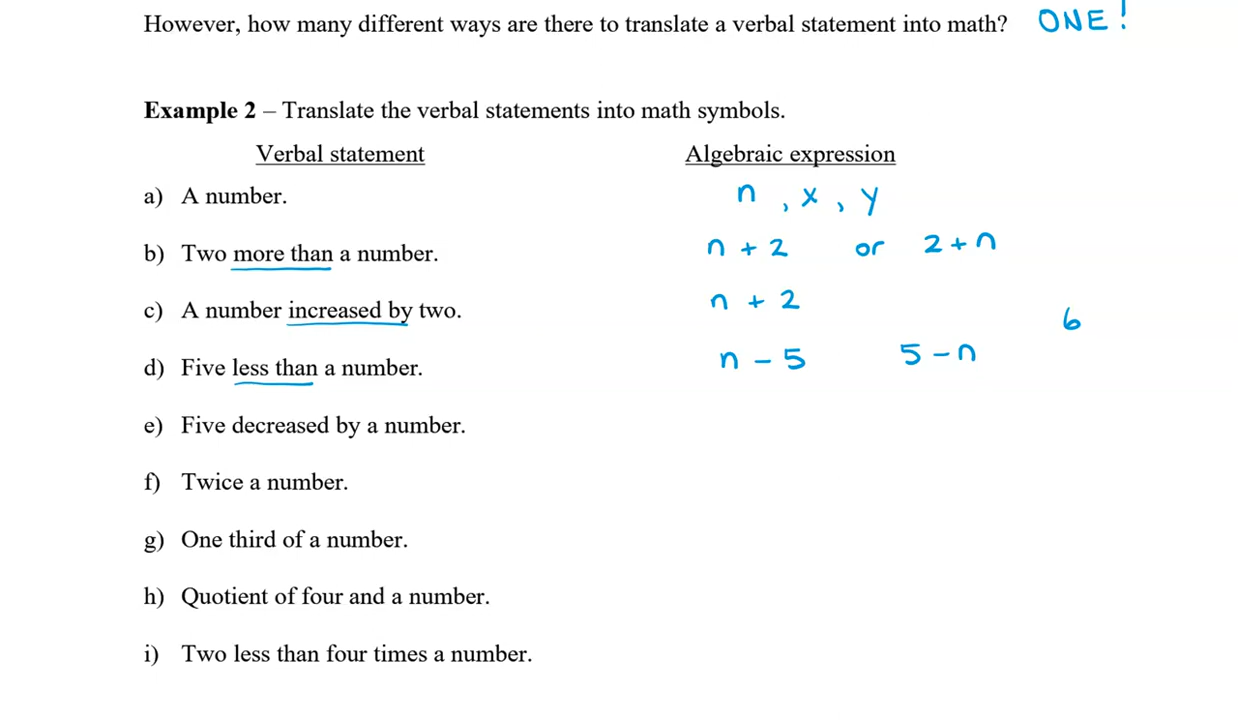 However, how many different ways are there to translate a verbal statement into math? ONE!
Example 2 – Translate the verbal statements into math symbols.
Verbal statement Algebraic expression
a) A number. n , x , y
b) Two more than a number. n + 2 or 2 + n
c) A number increased by two. n + 2
6
d) Five less than a number. n – 5 5 – n
e) Five decreased by a number.
f) Twice a number.
g) One third of a number.
h) Quotient of four and a number.
i) Two less than four times a number.